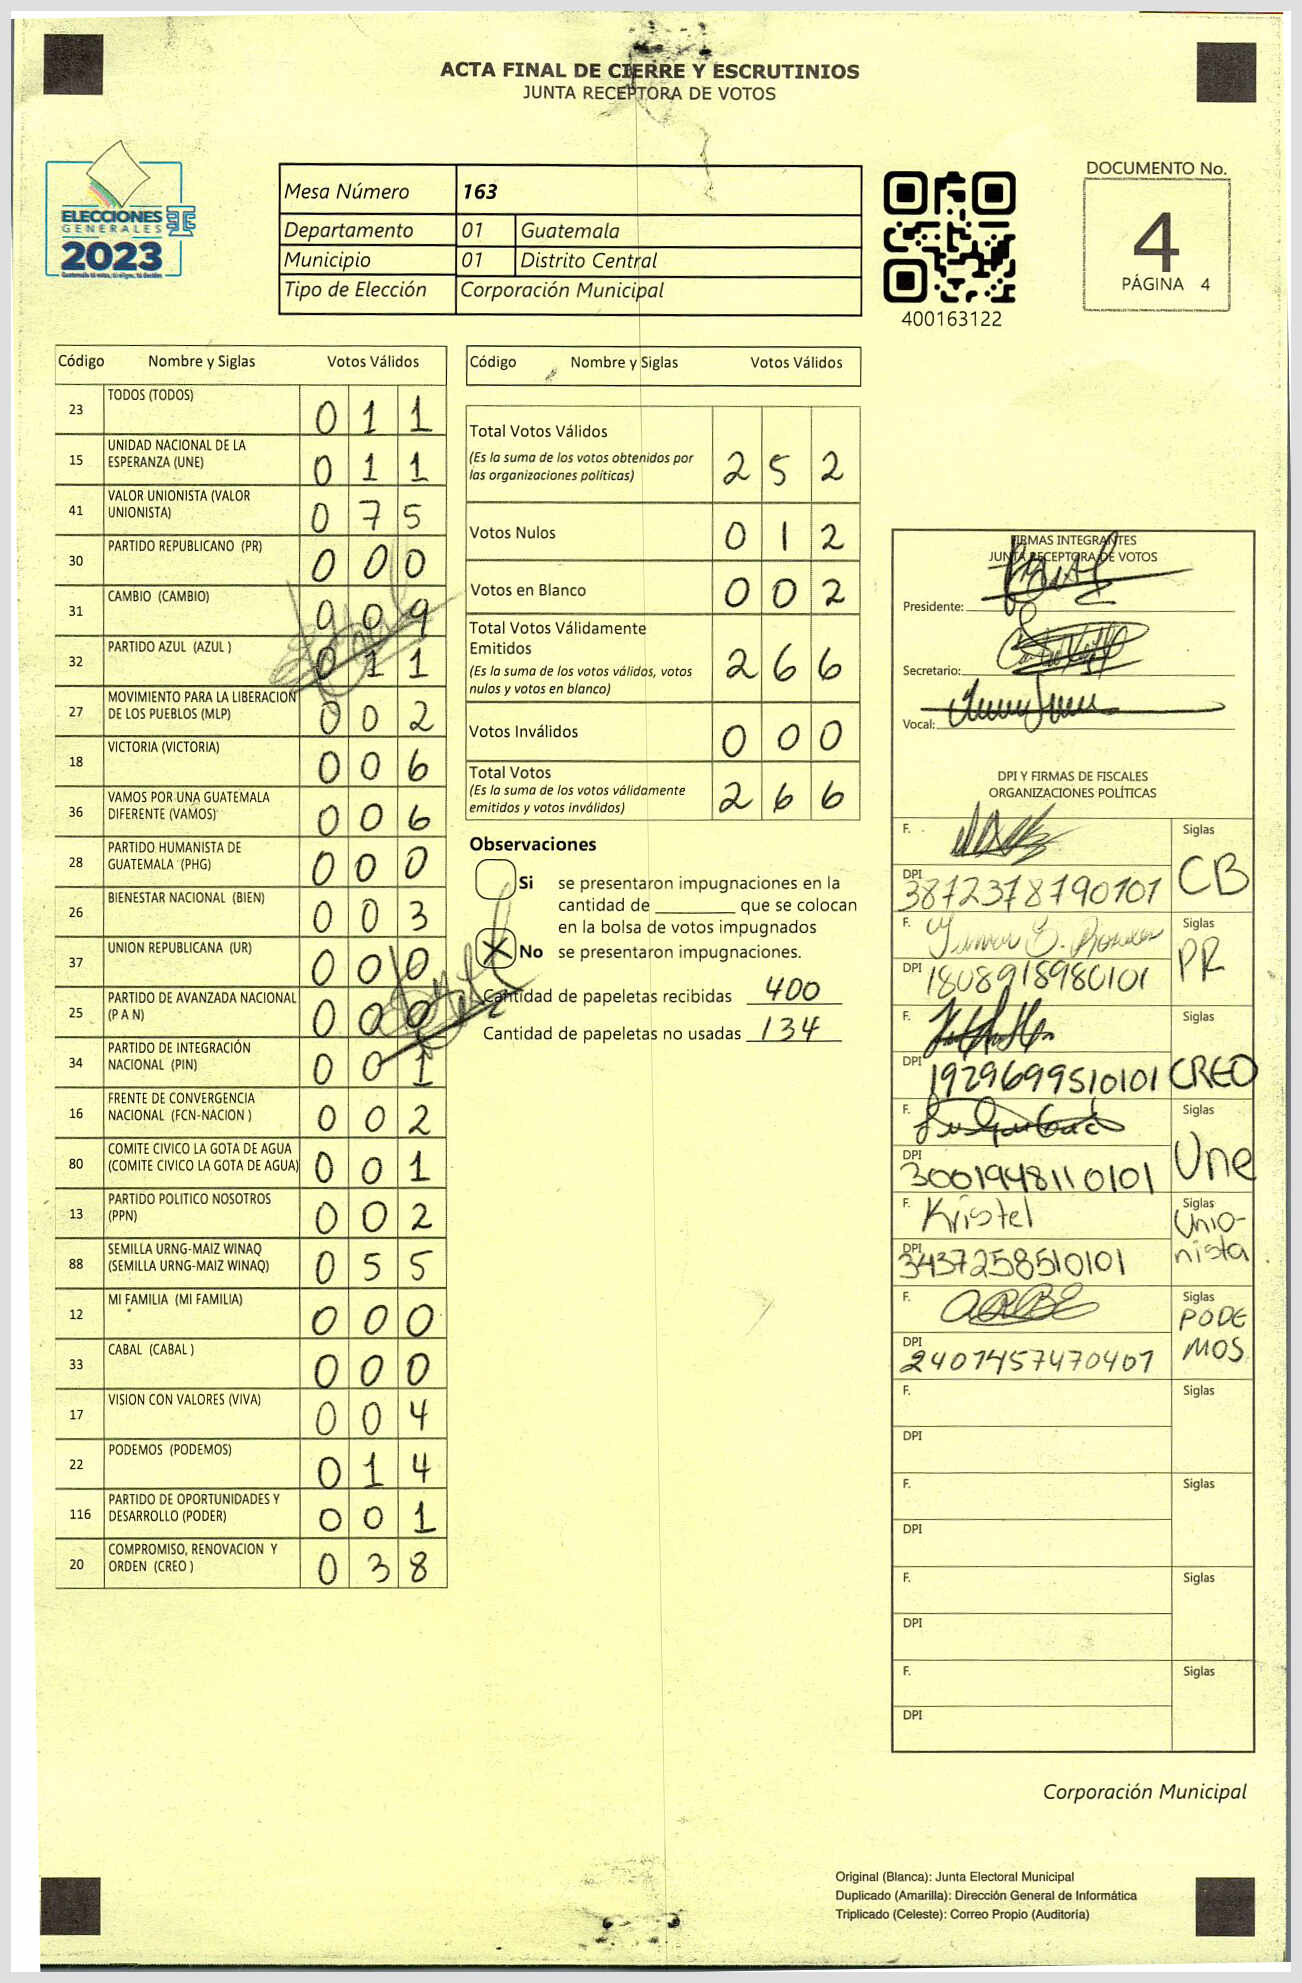 ACTA FINAL DE CIERRE Y ESCRUTINIOS
JUNTA RECEPTORA DE VOTOS
ELECCIONES
GENERALES
2023
Mesa Número 163
Departamento 01 Guatemala
Municipio 01 Distrito Central
Tipo de Elección Corporación Municipal
400163122
DOCUMENTO No.
4
PÁGINA 4
Código Nombre y Siglas Votos Válidos
23 TODOS (TODOS) 0 1 1
15 UNIDAD NACIONAL DE LA
ESPERANZA (UNE) 0 1 1
41 VALOR UNIONISTA (VALOR
UNIONISTA) 0 7 5
30 PARTIDO REPUBLICANO (PR) 0 0 0
31 CAMBIO (CAMBIO) 0 0 9
32 PARTIDO AZUL (AZUL ) 0 1 1
27 MOVIMIENTO PARA LA LIBERACION
DE LOS PUEBLOS (MLP) 0 0 2
18 VICTORIA (VICTORIA) 0 0 6
36 VAMOS POR UNA GUATEMALA
DIFERENTE (VAMOS) 0 0 6
28 PARTIDO HUMANISTA DE
GUATEMALA (PHG) 0 0 0
26 BIENESTAR NACIONAL (BIEN) 0 0 3
37 UNION REPUBLICANA (UR) 0 0 0
25 PARTIDO DE AVANZADA NACIONAL
(P A N) 0 0 0
34 PARTIDO DE INTEGRACIÓN
NACIONAL (PIN) 0 0 1
16 FRENTE DE CONVERGENCIA
NACIONAL (FCN-NACION ) 0 0 2
80 COMITE CIVICO LA GOTA DE AGUA
(COMITE CIVICO LA GOTA DE AGUA) 0 0 1
13 PARTIDO POLITICO NOSOTROS
(PPN) 0 0 2
88 SEMILLA URNG-MAIZ WINAQ
(SEMILLA URNG-MAIZ WINAQ) 0 5 5
12 MI FAMILIA (MI FAMILIA) 0 0 0
33 CABAL (CABAL ) 0 0 0
17 VISION CON VALORES (VIVA) 0 0 4
22 PODEMOS (PODEMOS) 0 1 4
116 PARTIDO DE OPORTUNIDADES Y
DESARROLLO (PODER) 0 0 1
20 COMPROMISO, RENOVACION Y
ORDEN (CREO ) 0 3 8
Código Nombre y Siglas Votos Válidos
Total Votos Válidos
(Es la suma de los votos obtenidos por
las organizaciones políticas) 2 5 2
Votos Nulos 0 1 2
Votos en Blanco 0 0 2
Total Votos Válidamente
Emitidos
(Es la suma de los votos válidos, votos
nulos y votos en blanco) 2 6 6
Votos Inválidos 0 0 0
Total Votos
(Es la suma de los votos válidamente
emitidos y votos inválidos) 2 6 6
Observaciones
Si se presentaron impugnaciones en la
cantidad de ________ que se colocan
en la bolsa de votos impugnados
X No se presentaron impugnaciones.
Cantidad de papeletas recibidas 400
Cantidad de papeletas no usadas 134
FIRMAS INTEGRANTES
JUNTA RECEPTORA DE VOTOS
Presidente:
Secretario:
Vocal:
DPI Y FIRMAS DE FISCALES
ORGANIZACIONES POLÍTICAS
F. Siglas
CB
DPI 3872378790101
F. Siglas
PR
DPI 1808918980101
F. Siglas
DPI 1929699510101 CREO
F. Siglas
Une
DPI 3001948110101
F. Kristel Siglas
Unio-
nista
DPI 3437258510101
F. Siglas
PODE
MOS
DPI 2407457470401
F. Siglas
DPI
F. Siglas
DPI
F. Siglas
DPI
F. Siglas
DPI
Corporación Municipal
Original (Blanca): Junta Electoral Municipal
Duplicado (Amarilla): Dirección General de Informática
Triplicado (Celeste): Correo Propio (Auditoría)